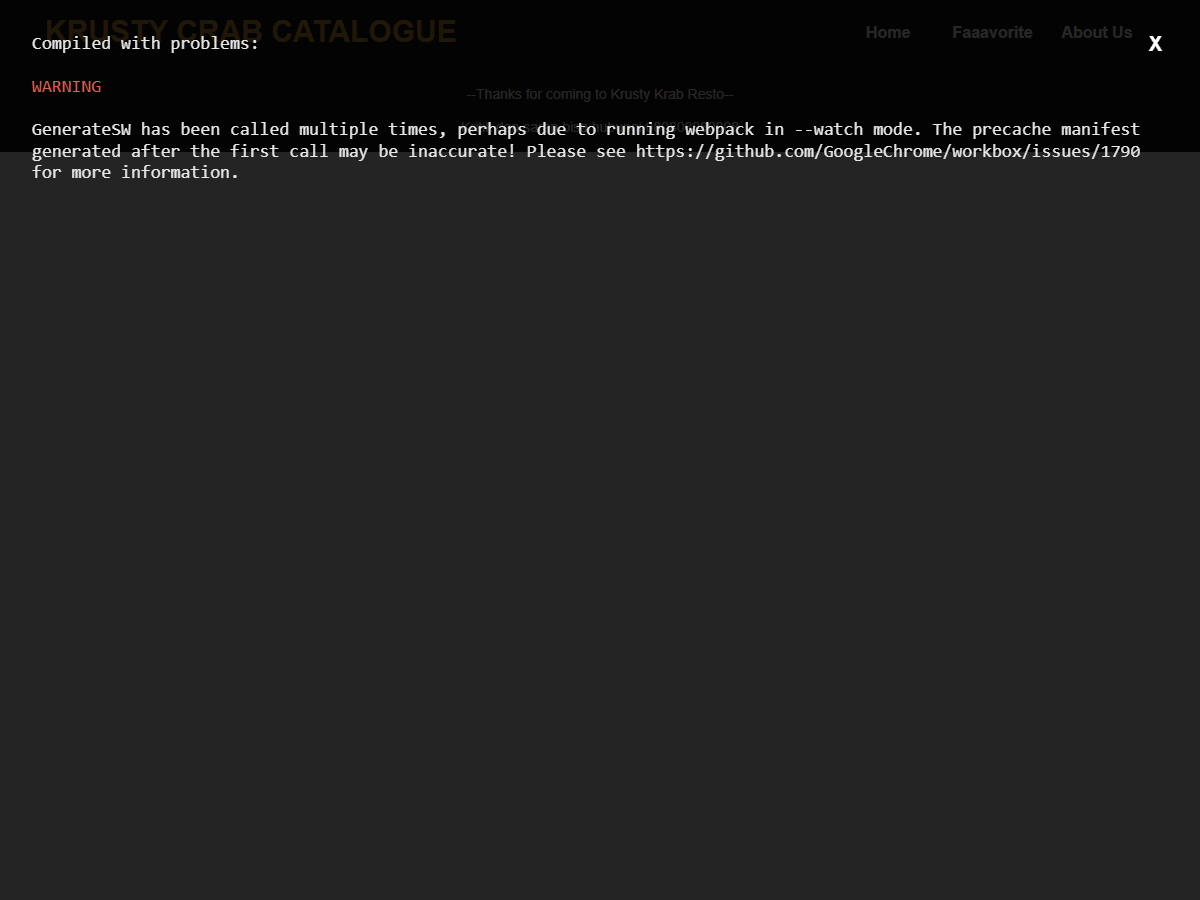 KRUSTY CRAB CATALOGUE
Home Faaavorite About Us
Compiled with problems:
X
WARNING
--Thanks for coming to Krusty Krab Resto--
GenerateSW has been called multiple times, perhaps due to running webpack in --watch mode. The precache manifest
generated after the first call may be inaccurate! Please see https://github.com/GoogleChrome/workbox/issues/1790
for more information.